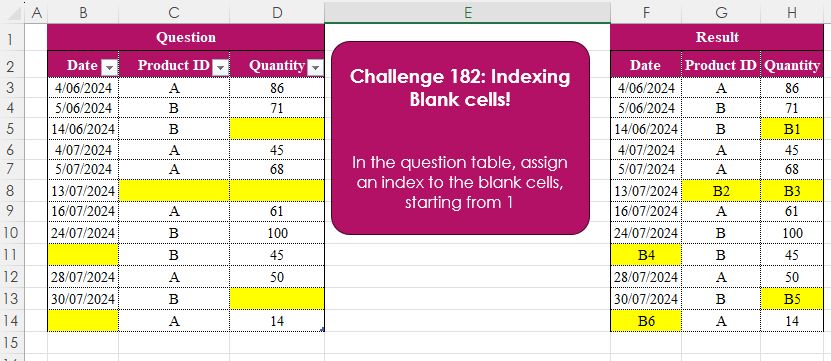 A B C D E F G H
1 Question Result
2 Date Product ID Quantity Date Product ID Quantity
Challenge 182: Indexing
Blank cells!
In the question table, assign
an index to the blank cells,
starting from 1
3 4/06/2024 A 86 4/06/2024 A 86
4 5/06/2024 B 71 5/06/2024 B 71
5 14/06/2024 B 14/06/2024 B B1
6 4/07/2024 A 45 4/07/2024 A 45
7 5/07/2024 A 68 5/07/2024 A 68
8 13/07/2024 13/07/2024 B2 B3
9 16/07/2024 A 61 16/07/2024 A 61
10 24/07/2024 B 100 24/07/2024 B 100
11 B 45 B4 B 45
12 28/07/2024 A 50 28/07/2024 A 50
13 30/07/2024 B 30/07/2024 B B5
14 A 14 B6 A 14
15